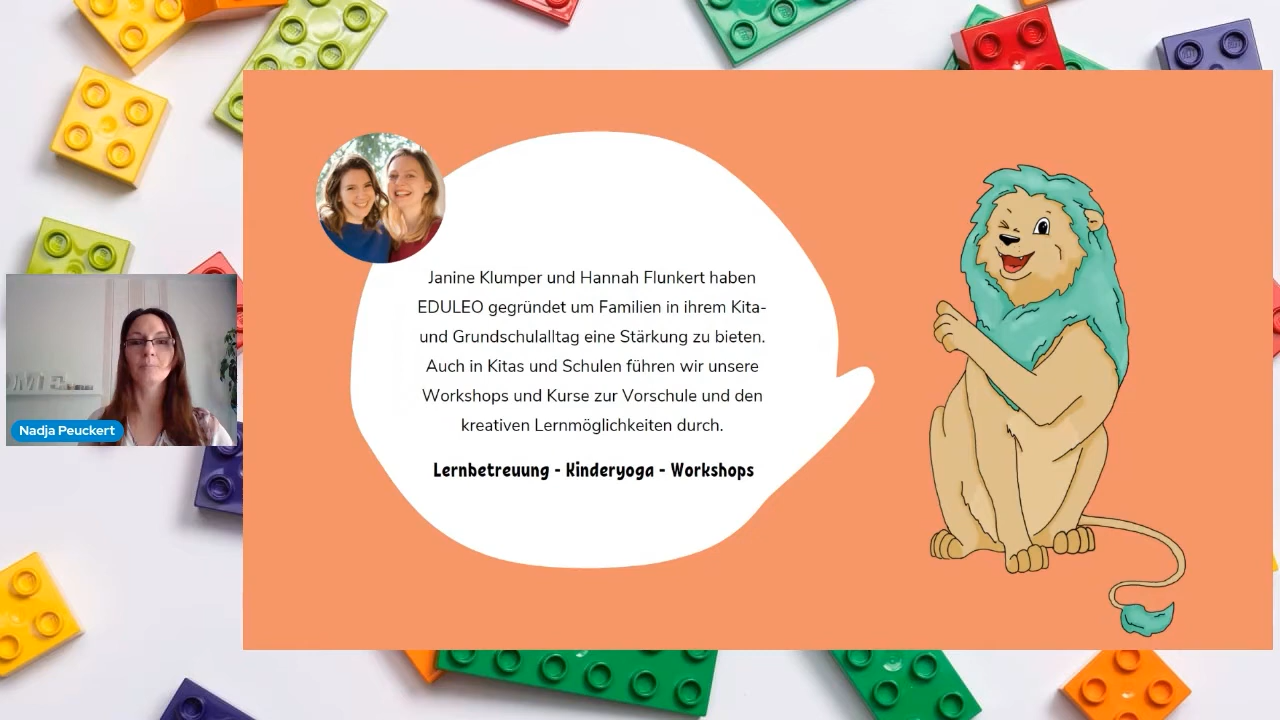 Janine Klumper und Hannah Flunkert haben
EDULEO gegründet um Familien in ihrem Kita-
und Grundschulalltag eine Stärkung zu bieten.
Auch in Kitas und Schulen führen wir unsere
Workshops und Kurse zur Vorschule und den
kreativen Lernmöglichkeiten durch.
Lernbetreuung - Kinderyoga - Workshops
Nadja Peuckert